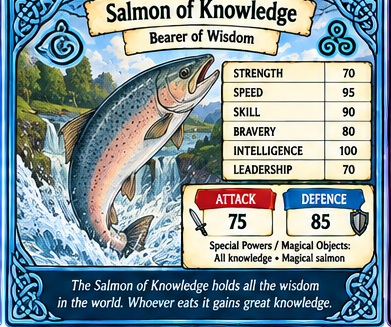 Salmon of Knowledge
Bearer of Wisdom
STRENGTH 70
SPEED 95
SKILL 90
BRAVERY 80
INTELLIGENCE 100
LEADERSHIP 70
ATTACK DEFENCE
75 85
Special Powers / Magical Objects:
All knowledge • Magical salmon
The Salmon of Knowledge holds all the wisdom
in the world. Whoever eats it gains great knowledge.